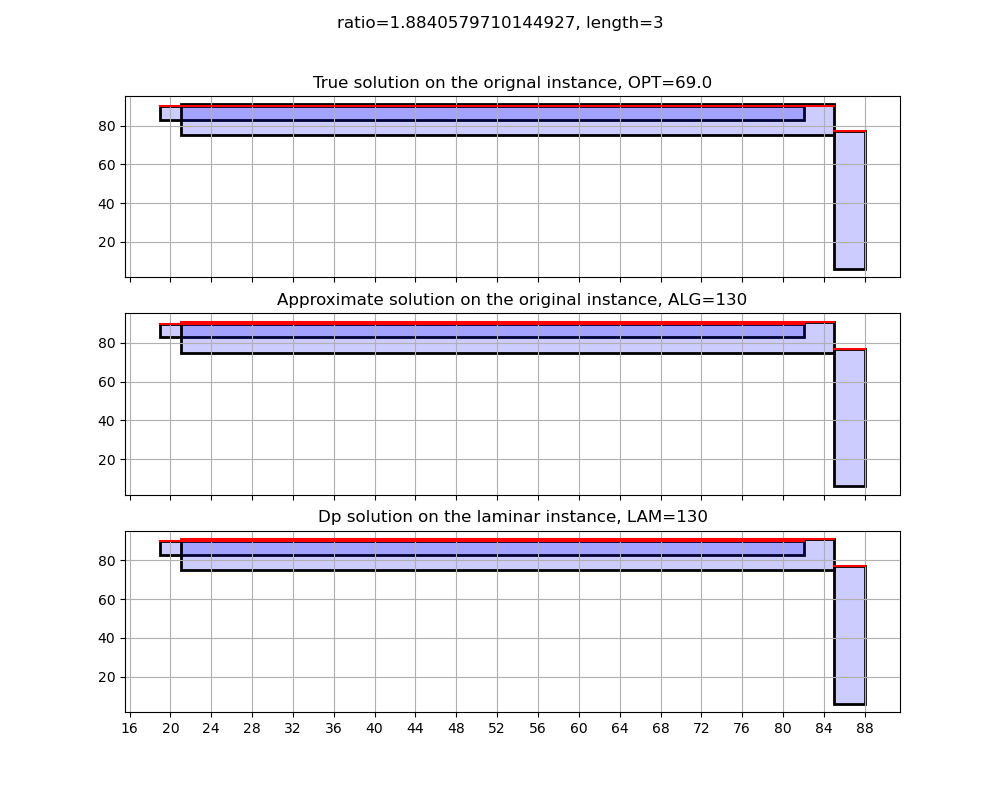 ratio=1.8840579710144927, length=3
True solution on the orignal instance, OPT=69.0
80
60
40
20
Approximate solution on the original instance, ALG=130
80
60
40
20
Dp solution on the laminar instance, LAM=130
80
60
40
20
16 20 24 28 32 36 40 44 48 52 56 60 64 68 72 76 80 84 88